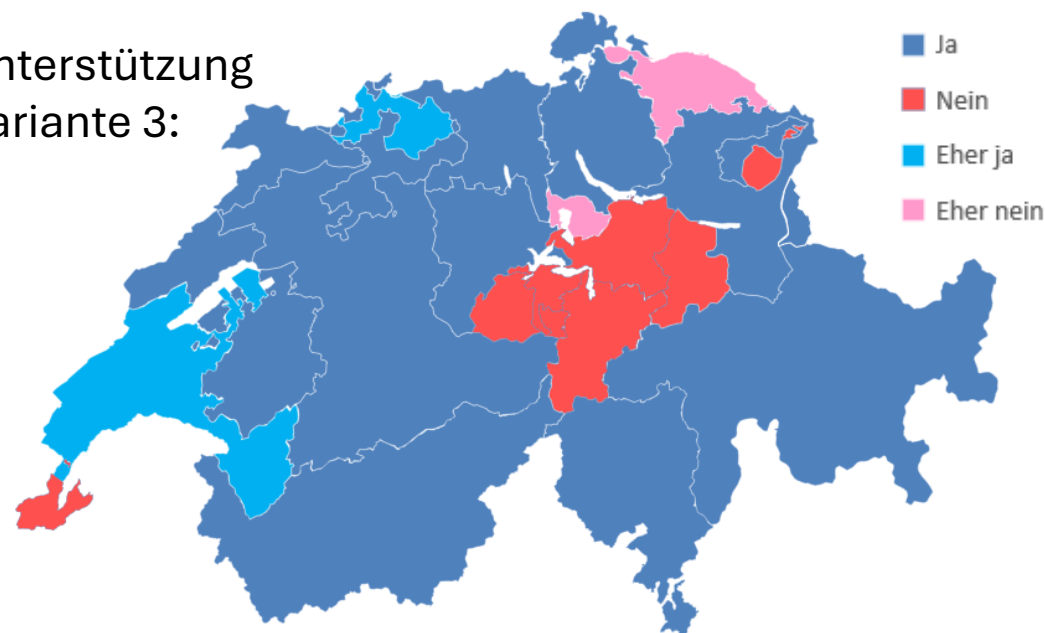 nterstützung
ariante 3:
Ja
Nein
Eher ja
Eher nein